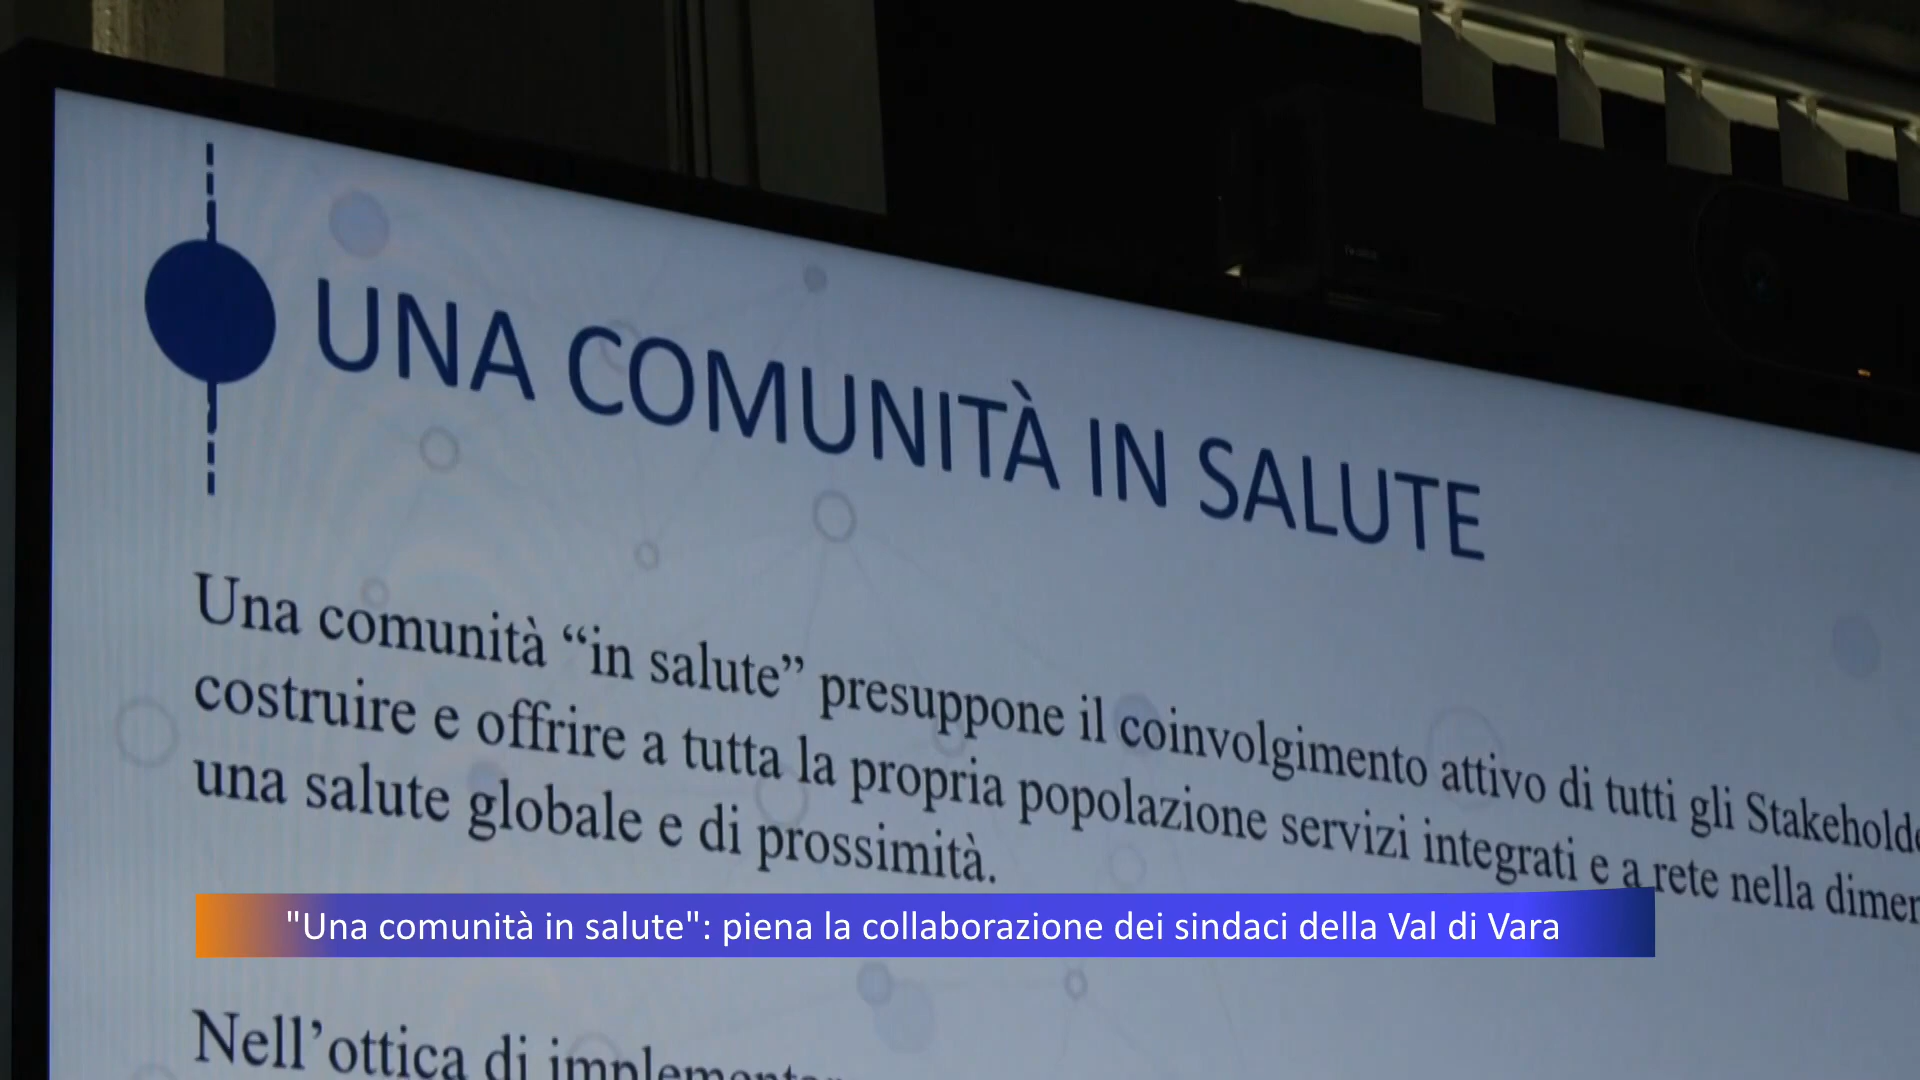 UNA COMUNITÀ IN SALUTE
Una comunità “in salute” presuppone il coinvolgimento attivo di tutti gli
costruire e offrire a tutta la propria popolazione servizi integrati e a rete nella
una salute globale e di prossimità.
"Una comunità in salute": piena la collaborazione dei sindaci della Val di Vara
Nell’ottica di